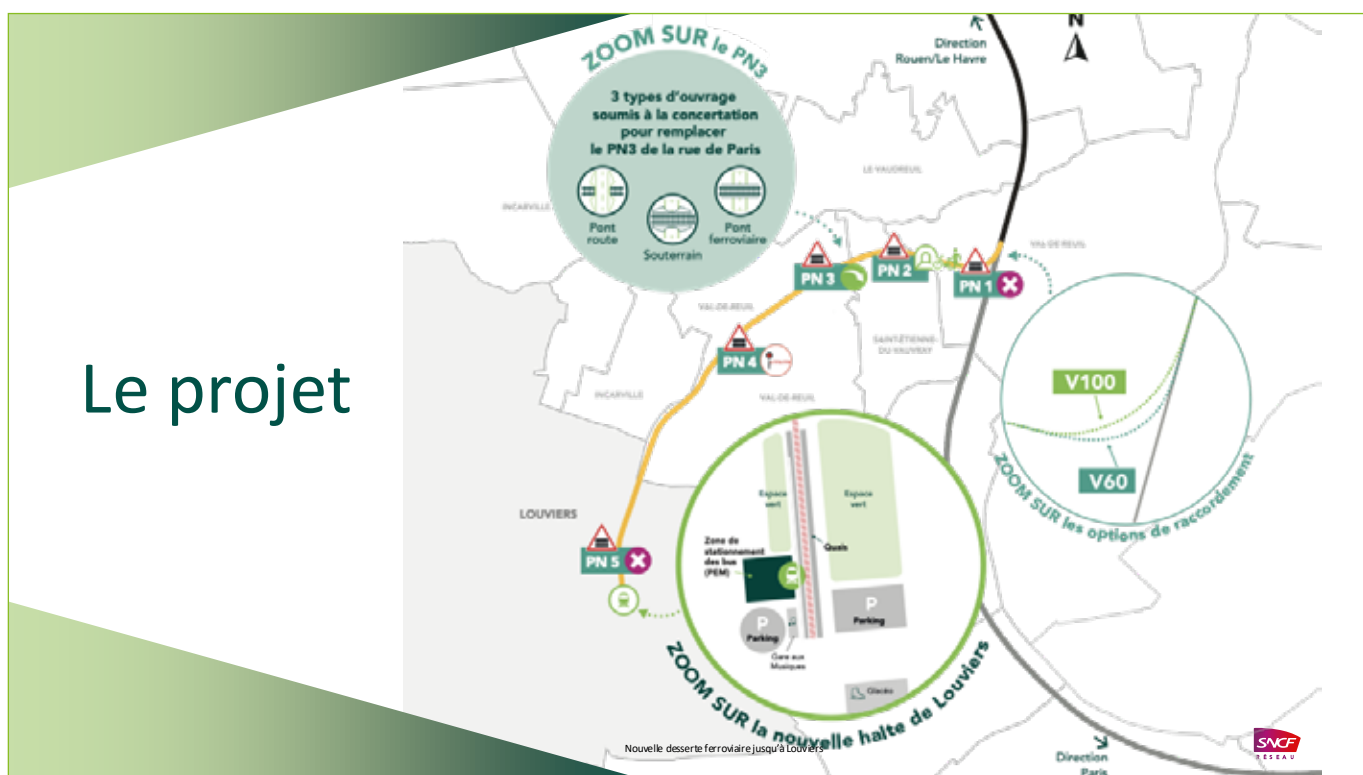 Le projet
ZOOM SUR le PN3
3 types d'ouvrage
soumis à la concertation
pour remplacer
le PN3 de la rue de Paris
Pont
route
Souterrain
Pont
ferroviaire
N
Direction
Rouen/Le Havre
LE VAUDREUIL
INCARVILLE
VAL-DE-REUIL
PN 3
PN 2
PN 1
VAL-DE-REUIL
SAINT-ÉTIENNE-
DU-VAUVRAY
PN 4
INCARVILLE
VAL-DE-REUIL
V100
V60
ZOOM SUR les options de raccordement
LOUVIERS
PN 5
Espace
vert
Espace
vert
Zone de
stationnement
des bus
(PEM)
Quais
P
Parking
P
Parking
Gare aux
Musiques
Glacéo
ZOOM SUR la nouvelle halte de Louviers
Nouvelle desserte ferroviaire jusqu'à Louviers
Direction
Paris
SNCF
RÉSEAU